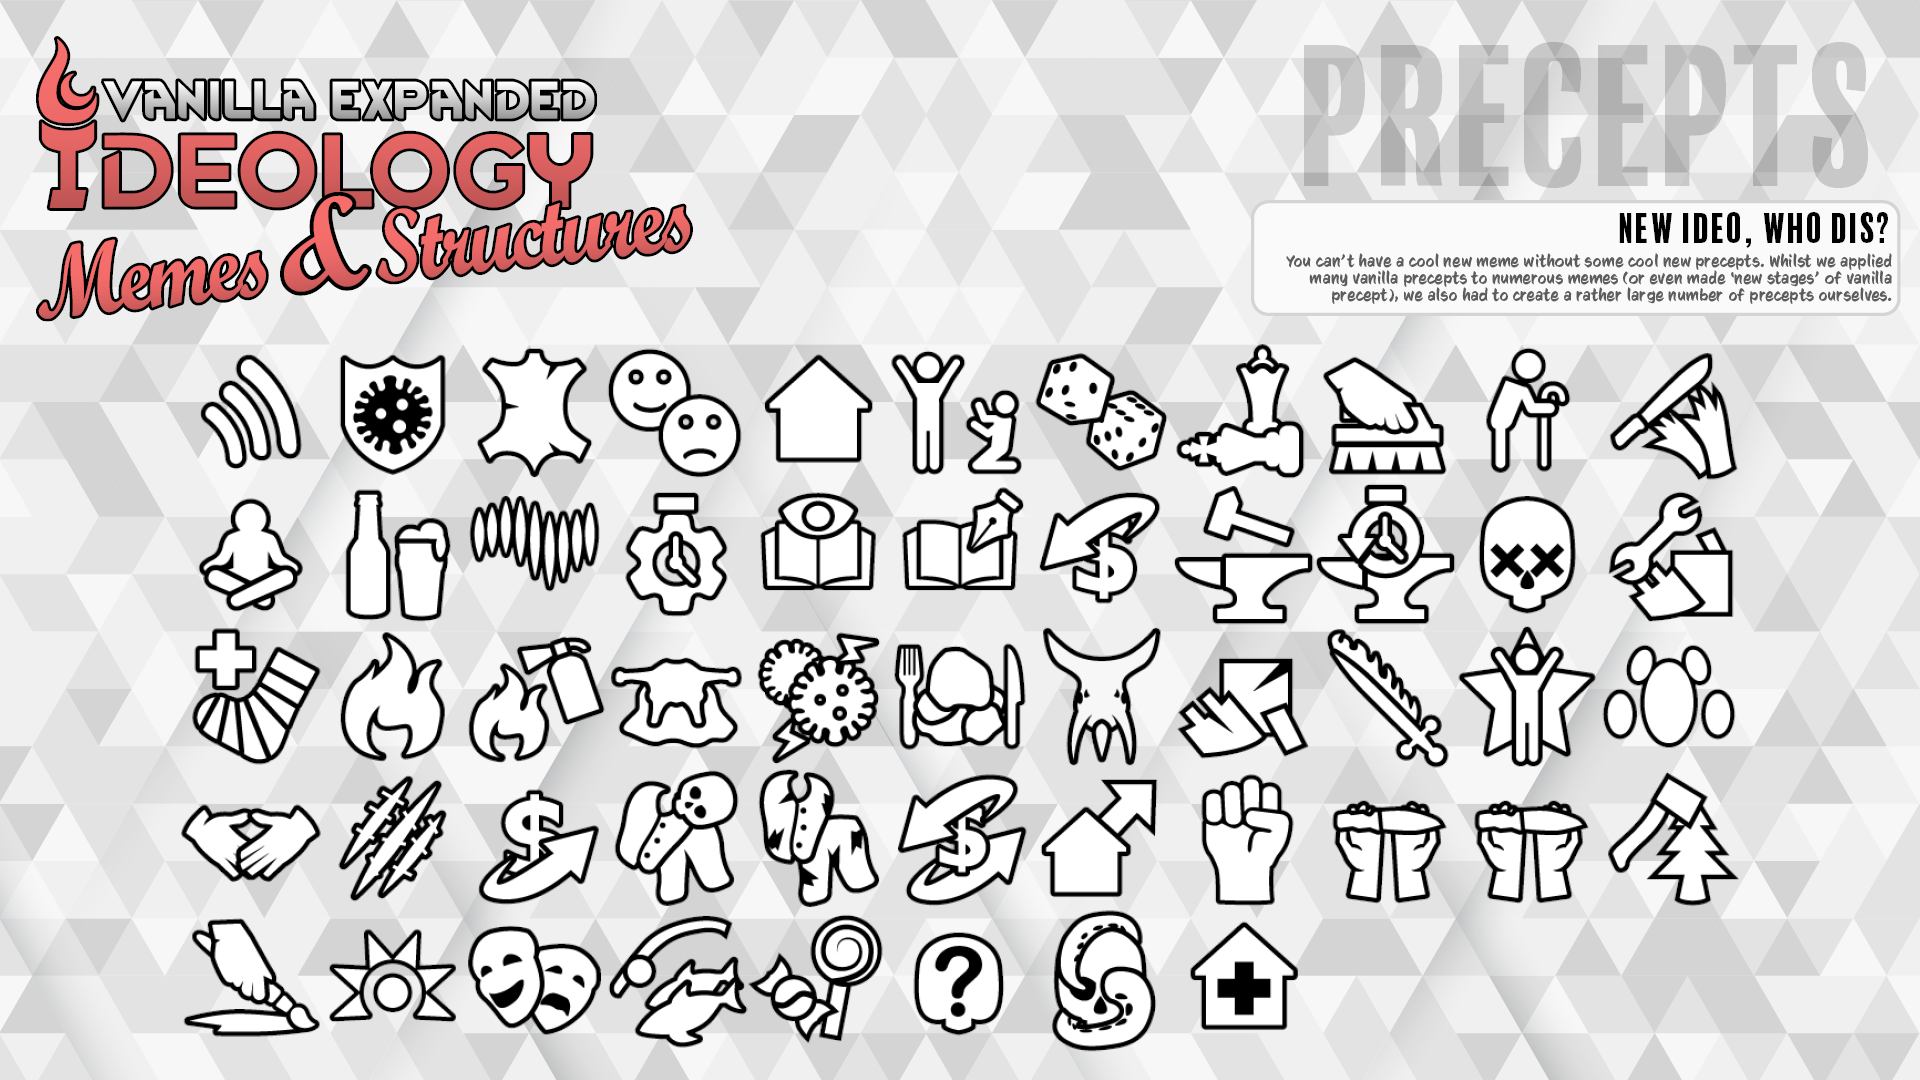 VANILLA EXPANDED
IDEOLOGY
Memes & Structures
PRECEPTS
NEW IDEO, WHO DIS?
You can't have a cool new meme without some cool new precepts. Whilst we applied
many vanilla precepts to numerous memes (or even made 'new stages' of vanilla
precept), we also had to create a rather large number of precepts ourselves.
$
$
$
?